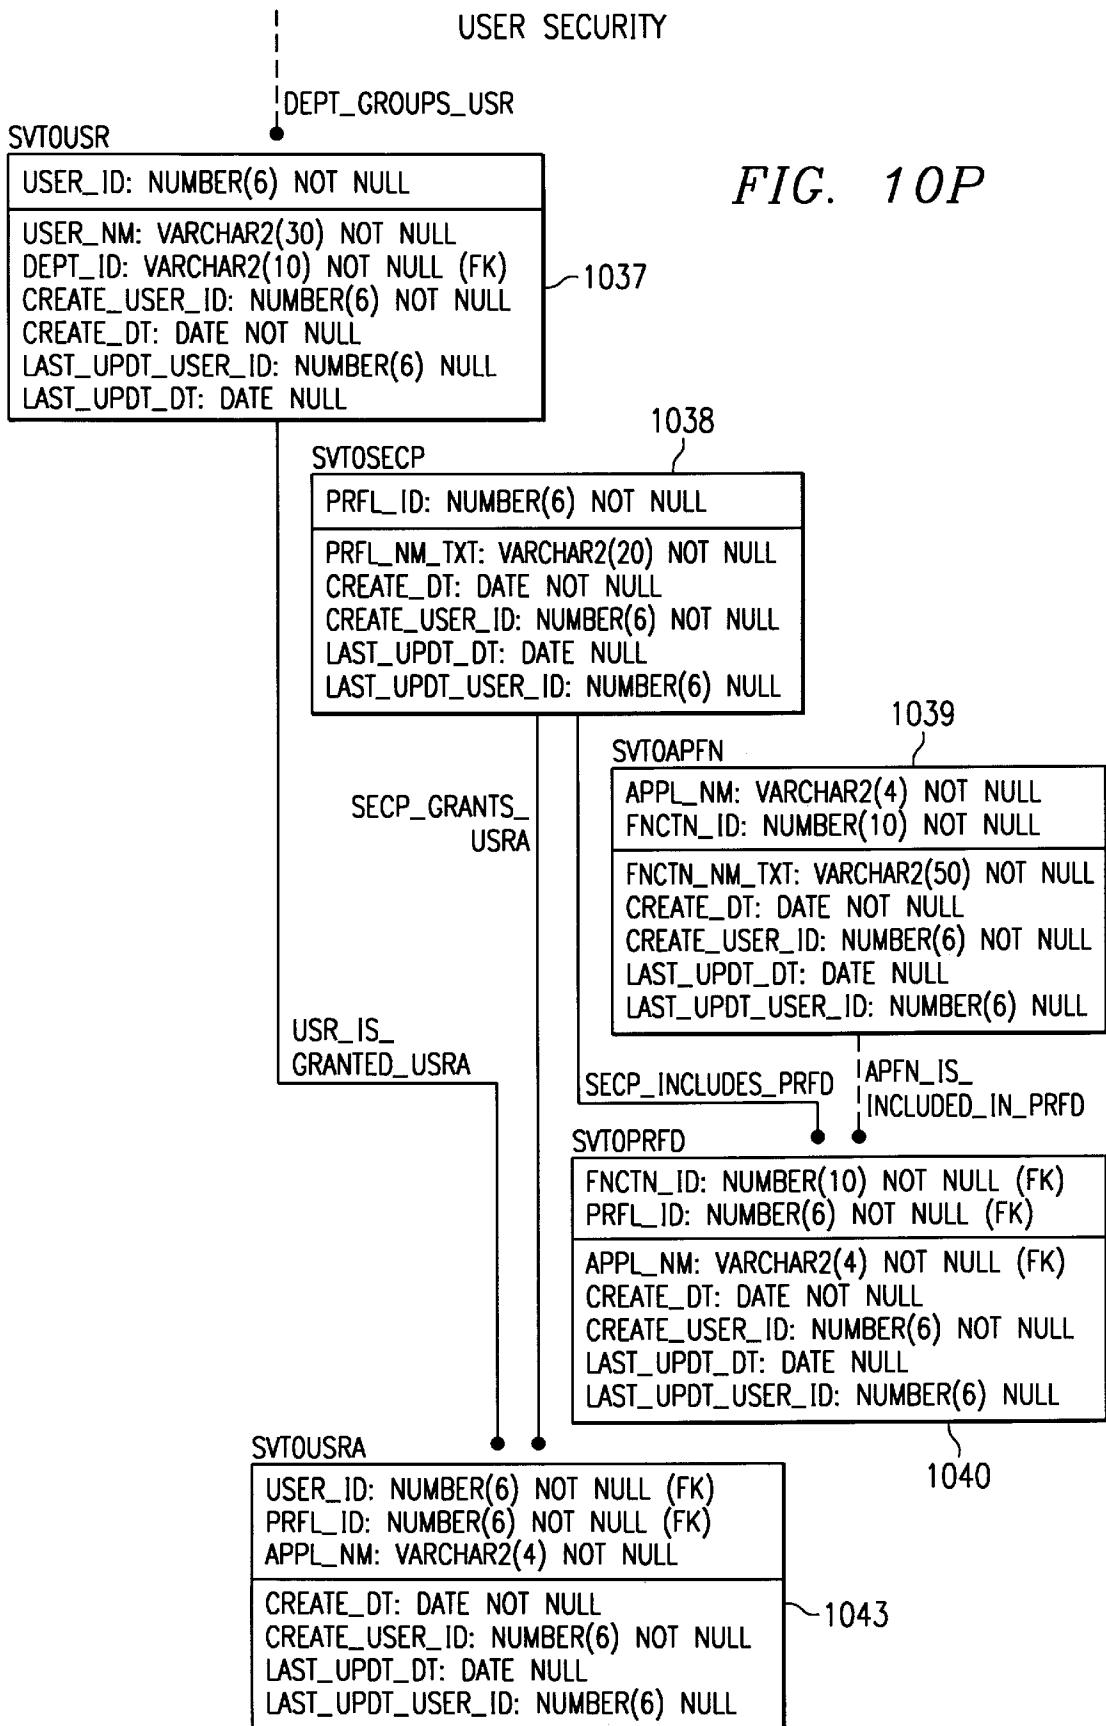 USER SECURITY
DEPT_GROUPS_USR
SVTOUSR
USER_ID: NUMBER(6) NOT NULL
FIG. 10P
USER_NM: VARCHAR2(30) NOT NULL
DEPT_ID: VARCHAR2(10) NOT NULL (FK)
CREATE_USER_ID: NUMBER(6) NOT NULL
CREATE_DT: DATE NOT NULL
LAST_UPDT_USER_ID: NUMBER(6) NULL
LAST_UPDT_DT: DATE NULL
1037
1038
SVTOSECP
PRFL_ID: NUMBER(6) NOT NULL
PRFL_NM_TXT: VARCHAR2(20) NOT NULL
CREATE_DT: DATE NOT NULL
CREATE_USER_ID: NUMBER(6) NOT NULL
LAST_UPDT_DT: DATE NULL
LAST_UPDT_USER_ID: NUMBER(6) NULL
1039
SVTOAPFN
APPL_NM: VARCHAR2(4) NOT NULL
FNCTN_ID: NUMBER(10) NOT NULL
FNCTN_NM_TXT: VARCHAR2(50) NOT NULL
CREATE_DT: DATE NOT NULL
CREATE_USER_ID: NUMBER(6) NOT NULL
LAST_UPDT_DT: DATE NULL
LAST_UPDT_USER_ID: NUMBER(6) NULL
SECP_GRANTS_
USRA
USR_IS_
GRANTED_USRA
SECP_INCLUDES_PRFD
APFN_IS_
INCLUDED_IN_PRFD
SVTOPRFD
FNCTN_ID: NUMBER(10) NOT NULL (FK)
PRFL_ID: NUMBER(6) NOT NULL (FK)
APPL_NM: VARCHAR2(4) NOT NULL (FK)
CREATE_DT: DATE NOT NULL
CREATE_USER_ID: NUMBER(6) NOT NULL
LAST_UPDT_DT: DATE NULL
LAST_UPDT_USER_ID: NUMBER(6) NULL
1040
SVTOUSRA
USER_ID: NUMBER(6) NOT NULL (FK)
PRFL_ID: NUMBER(6) NOT NULL (FK)
APPL_NM: VARCHAR2(4) NOT NULL
CREATE_DT: DATE NOT NULL
CREATE_USER_ID: NUMBER(6) NOT NULL
LAST_UPDT_DT: DATE NULL
LAST_UPDT_USER_ID: NUMBER(6) NULL
1043